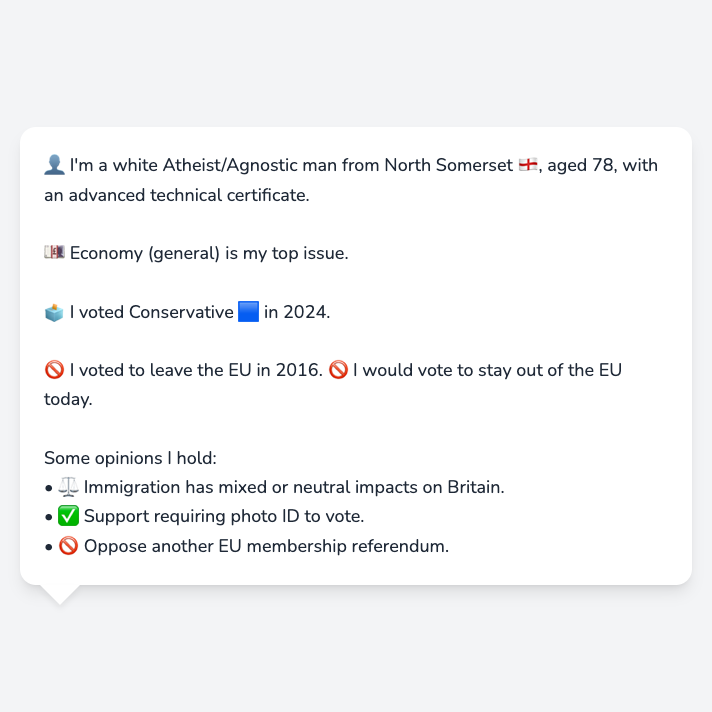 👤 I'm a white Atheist/Agnostic man from North Somerset 🏴󠁧󠁢󠁥󠁮󠁧󠁿, aged 78, with
an advanced technical certificate.
💷 Economy (general) is my top issue.
🗳️ I voted Conservative 🟦 in 2024.
🚫 I voted to leave the EU in 2016. 🚫 I would vote to stay out of the EU
today.
Some opinions I hold:
• ⚖️ Immigration has mixed or neutral impacts on Britain.
• ✅ Support requiring photo ID to vote.
• 🚫 Oppose another EU membership referendum.